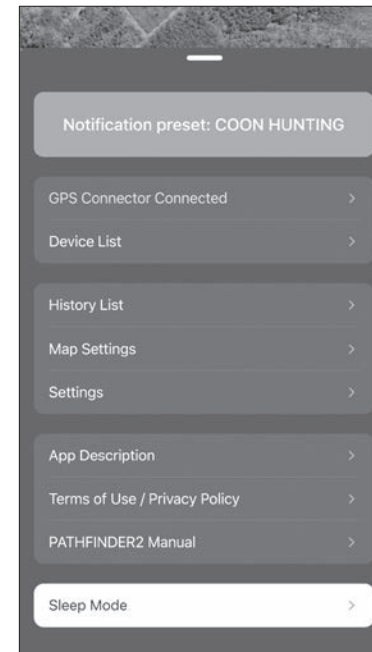 Notification preset: COON HUNTING
GPS Connector Connected
Device List
History List
Map Settings
Settings
App Description
Terms of Use / Privacy Policy
PATHFINDER2 Manual
Sleep Mode